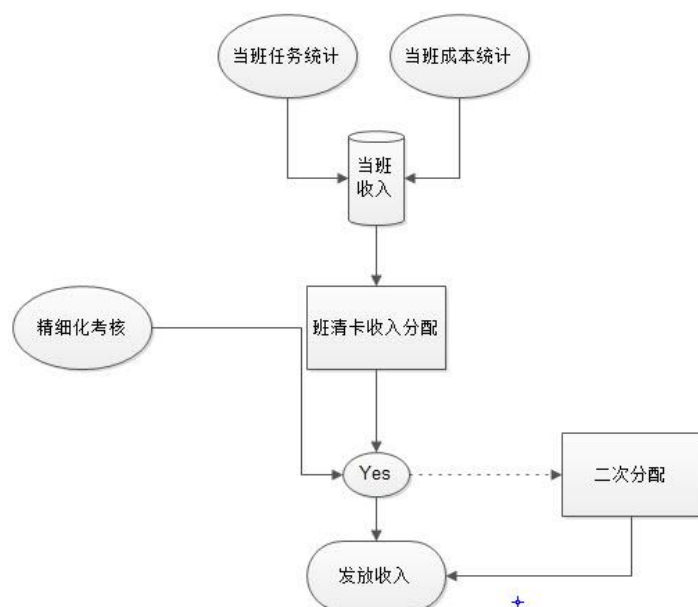 当班任务统计
当班成本统计
当班
收入
班清卡收入分配
精细化考核
Yes
二次分配
发放收入